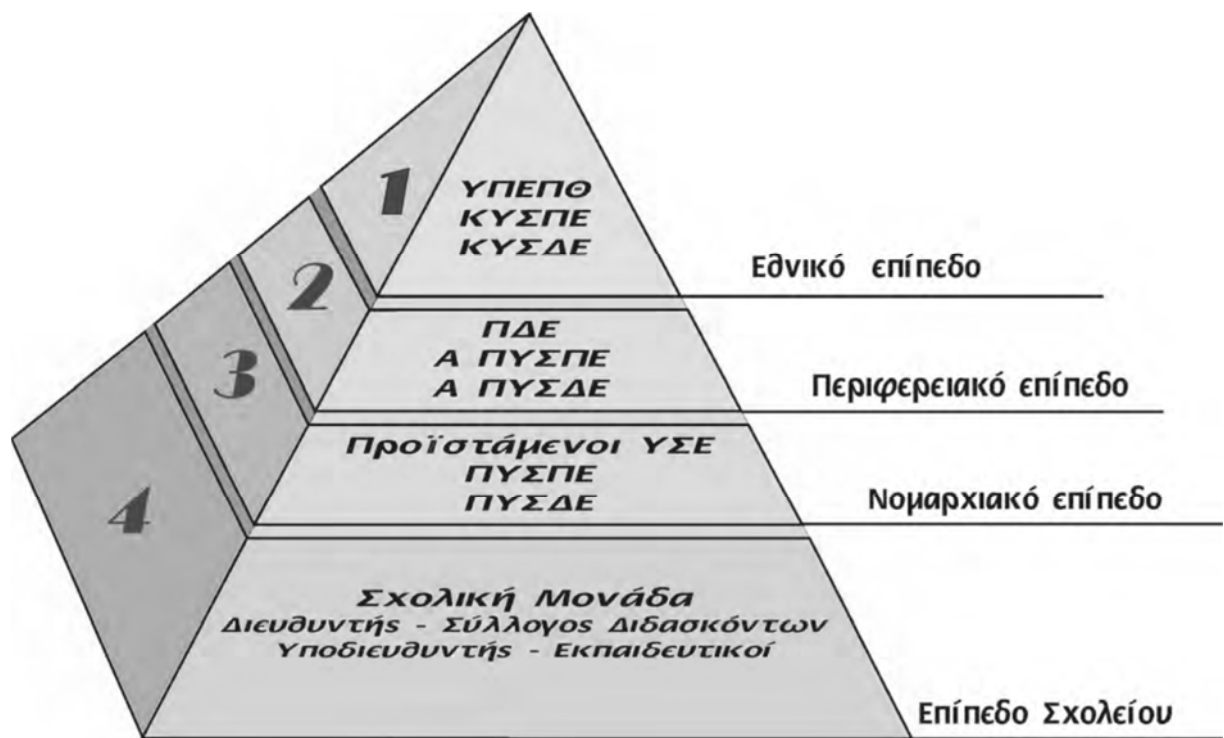 1
ΥΠΕΠΘ
ΚΥΣΠΕ
ΚΥΣΔΕ
Εθνικό επίπεδο
2
ΠΔΕ
Α ΠΥΣΠΕ
Α ΠΥΣΔΕ
Περιφερειακό επίπεδο
3
Προϊστάμενοι ΥΣΕ
ΠΥΣΠΕ
ΠΥΣΔΕ
Νομαρχιακό επίπεδο
4
Σχολική Μονάδα
Διευθυντής - Σύλλογος Διδασκόντων
Υποδιευθυντής - Εκπαιδευτικοί
Επίπεδο Σχολείου